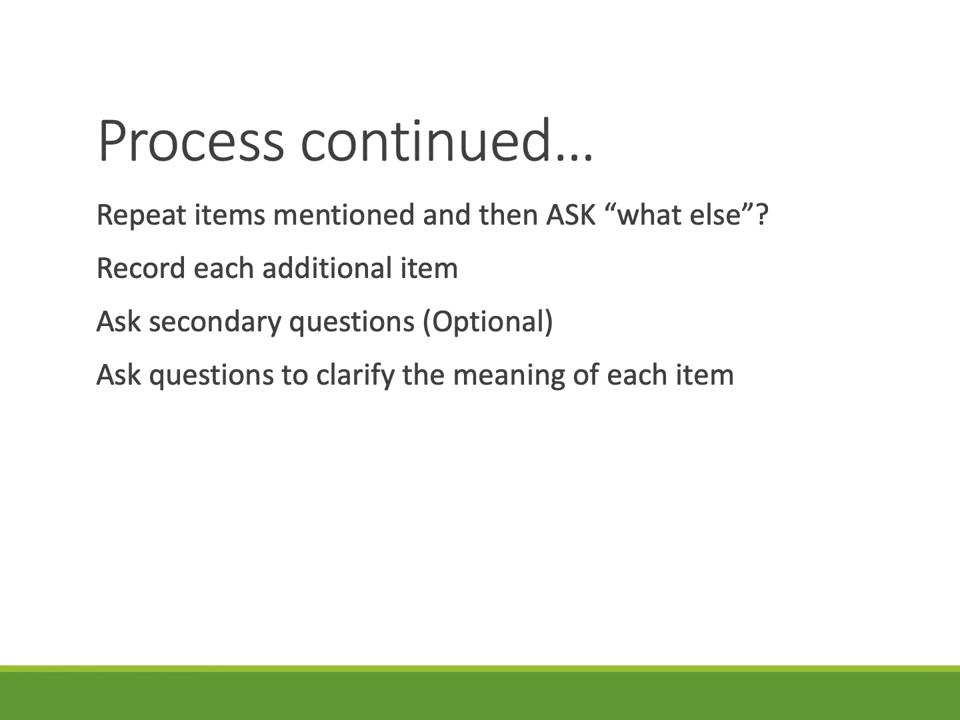 Process continued…
Repeat items mentioned and then ASK “what else”?
Record each additional item
Ask secondary questions (Optional)
Ask questions to clarify the meaning of each item